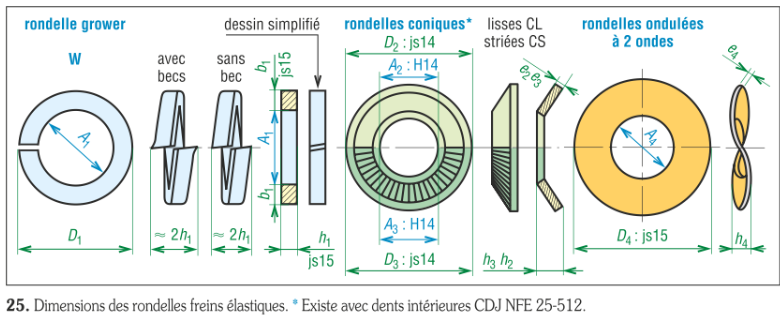 rondelle grower
W
avec
becs
sans
bec
dessin simplifié
b₁
js15
A₁
b₁
A₁
D₁
≈ 2h₁
≈ 2h₁
h₁
js15
rondelles coniques*
D₂ : js14
A₂ : H14
A₃ : H14
D₃ : js14
lisses CL
striées CS
e₂ e₃
h₃ h₂
rondelles ondulées
à 2 ondes
A₄
D₄ : js15
e₄
h₄
25. Dimensions des rondelles freins élastiques. * Existe avec dents intérieures CDJ NFE 25-512.